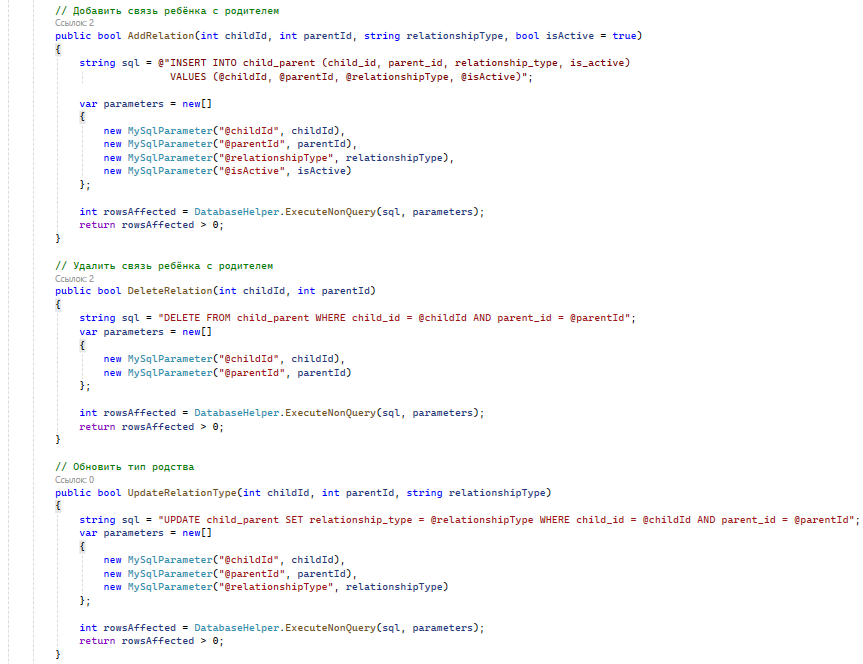 // Добавить связь ребёнка с родителем
Ссылок: 2
public bool AddRelation(int childId, int parentId, string relationshipType, bool isActive = true)
{
    string sql = @"INSERT INTO child_parent (child_id, parent_id, relationship_type, is_active)
                   VALUES (@childId, @parentId, @relationshipType, @isActive)";

    var parameters = new[]
    {
        new MySqlParameter("@childId", childId),
        new MySqlParameter("@parentId", parentId),
        new MySqlParameter("@relationshipType", relationshipType),
        new MySqlParameter("@isActive", isActive)
    };

    int rowsAffected = DatabaseHelper.ExecuteNonQuery(sql, parameters);
    return rowsAffected > 0;
}

// Удалить связь ребёнка с родителем
Ссылок: 2
public bool DeleteRelation(int childId, int parentId)
{
    string sql = "DELETE FROM child_parent WHERE child_id = @childId AND parent_id = @parentId";
    var parameters = new[]
    {
        new MySqlParameter("@childId", childId),
        new MySqlParameter("@parentId", parentId)
    };

    int rowsAffected = DatabaseHelper.ExecuteNonQuery(sql, parameters);
    return rowsAffected > 0;
}

// Обновить тип родства
Ссылок: 0
public bool UpdateRelationType(int childId, int parentId, string relationshipType)
{
    string sql = "UPDATE child_parent SET relationship_type = @relationshipType WHERE child_id = @childId AND parent_id = @parentId";
    var parameters = new[]
    {
        new MySqlParameter("@childId", childId),
        new MySqlParameter("@parentId", parentId),
        new MySqlParameter("@relationshipType", relationshipType)
    };

    int rowsAffected = DatabaseHelper.ExecuteNonQuery(sql, parameters);
    return rowsAffected > 0;
}